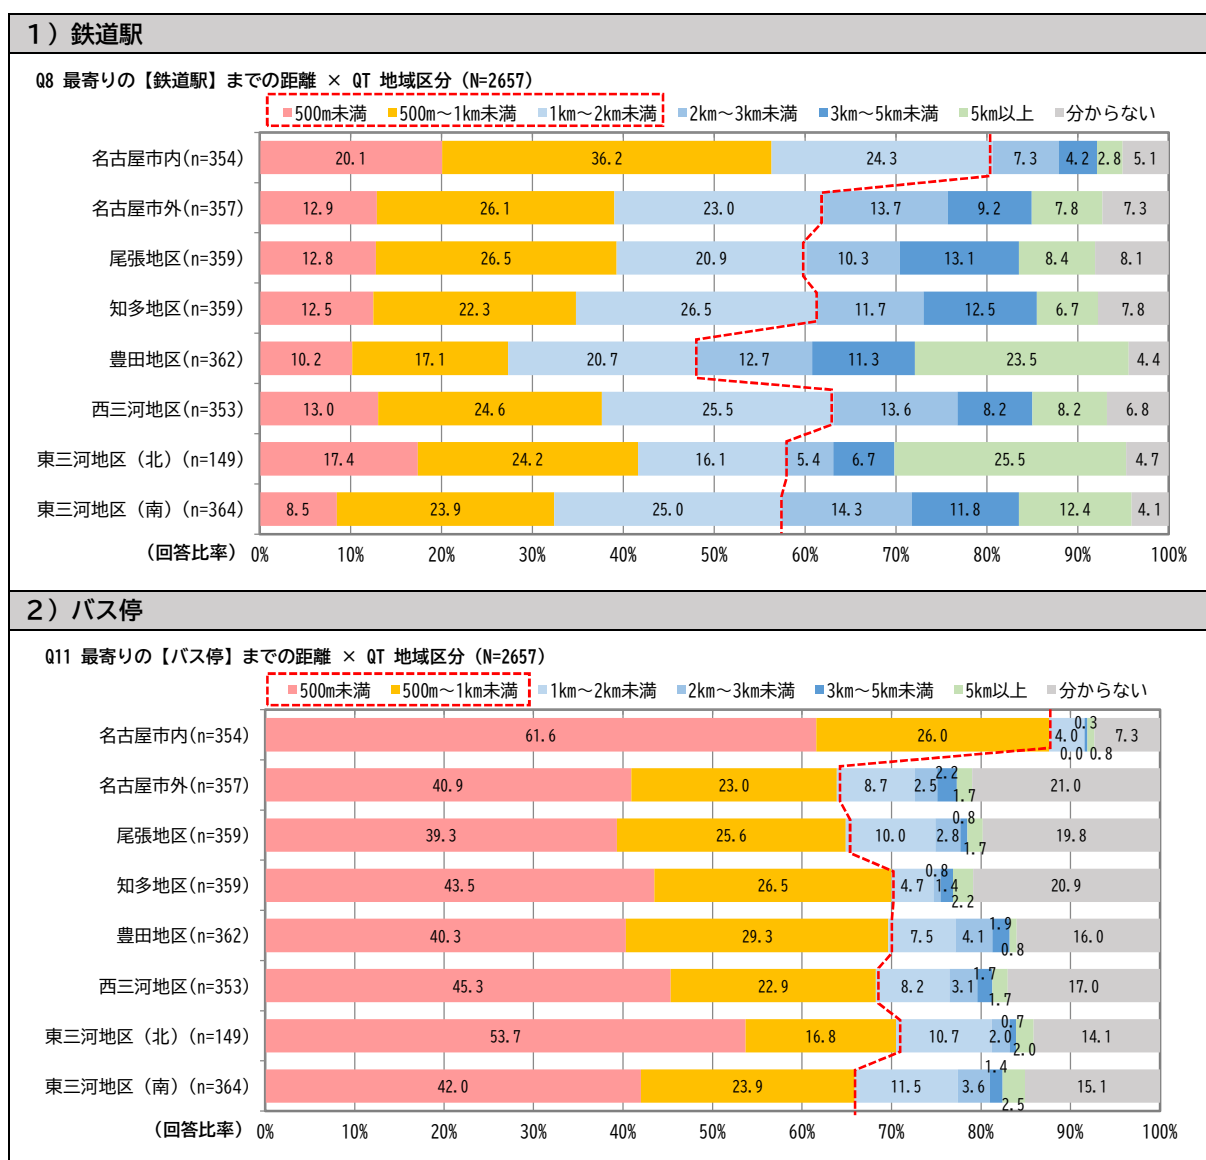 1）鉄道駅
Q8 最寄りの【鉄道駅】までの距離 × QT 地域区分（N=2657）
500m未満 500m～1km未満 1km～2km未満 2km～3km未満 3km～5km未満 5km以上 分からない
名古屋市内(n=354) 20.1 36.2 24.3 7.3 4.2 2.8 5.1
名古屋市外(n=357) 12.9 26.1 23.0 13.7 9.2 7.8 7.3
尾張地区(n=359) 12.8 26.5 20.9 10.3 13.1 8.4 8.1
知多地区(n=359) 12.5 22.3 26.5 11.7 12.5 6.7 7.8
豊田地区(n=362) 10.2 17.1 20.7 12.7 11.3 23.5 4.4
西三河地区(n=353) 13.0 24.6 25.5 13.6 8.2 8.2 6.8
東三河地区（北）(n=149) 17.4 24.2 16.1 5.4 6.7 25.5 4.7
東三河地区（南）(n=364) 8.5 23.9 25.0 14.3 11.8 12.4 4.1
（回答比率） 0% 10% 20% 30% 40% 50% 60% 70% 80% 90% 100%
2）バス停
Q11 最寄りの【バス停】までの距離 × QT 地域区分（N=2657）
500m未満 500m～1km未満 1km～2km未満 2km～3km未満 3km～5km未満 5km以上 分からない
名古屋市内(n=354) 61.6 26.0 4.0 0.0 0.3 0.8 7.3
名古屋市外(n=357) 40.9 23.0 8.7 2.5 2.2 1.7 21.0
尾張地区(n=359) 39.3 25.6 10.0 2.8 0.8 1.7 19.8
知多地区(n=359) 43.5 26.5 4.7 0.8 1.4 2.2 20.9
豊田地区(n=362) 40.3 29.3 7.5 4.1 1.9 0.8 16.0
西三河地区(n=353) 45.3 22.9 8.2 3.1 1.7 1.7 17.0
東三河地区（北）(n=149) 53.7 16.8 10.7 2.0 0.7 2.0 14.1
東三河地区（南）(n=364) 42.0 23.9 11.5 3.6 1.4 2.5 15.1
（回答比率） 0% 10% 20% 30% 40% 50% 60% 70% 80% 90% 100%